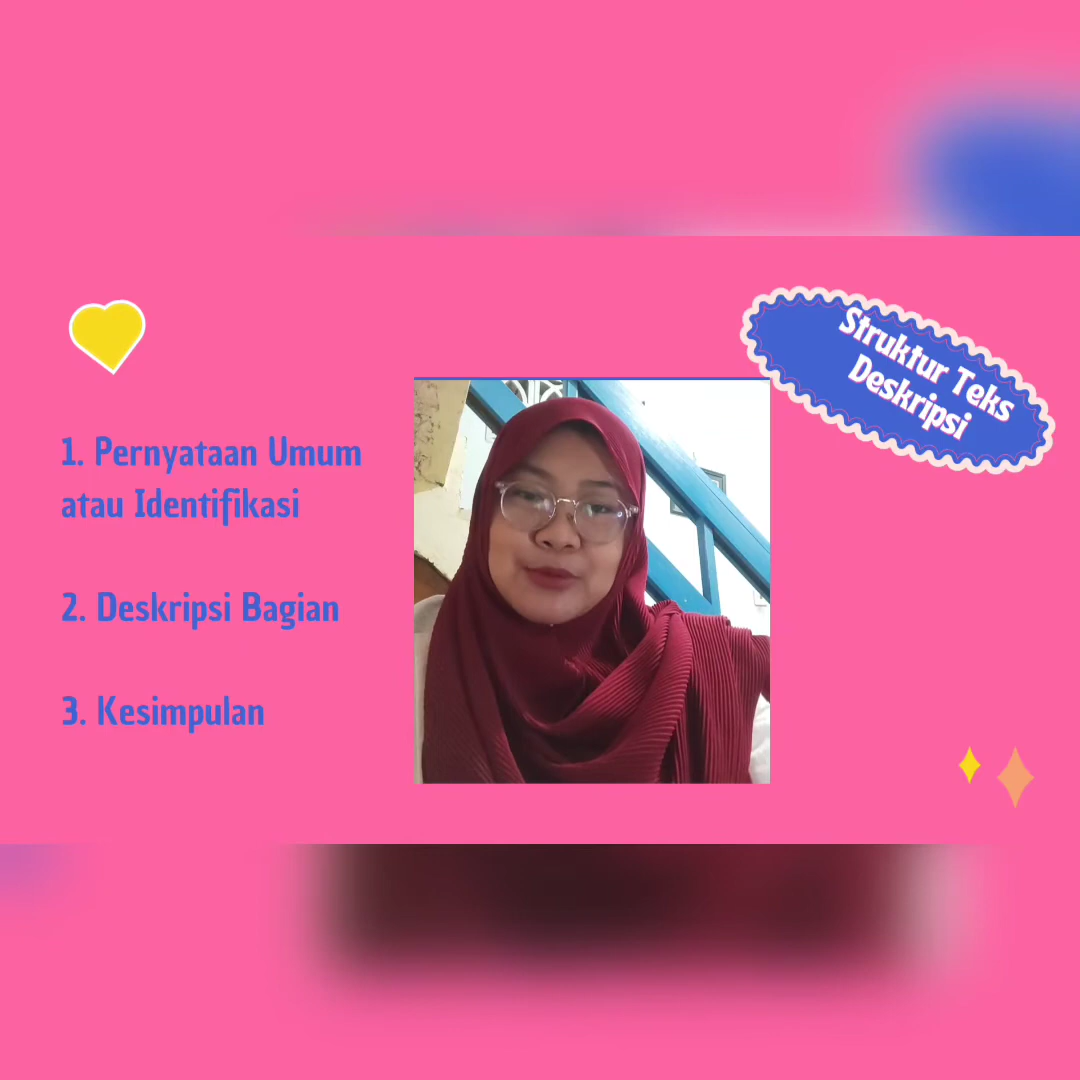 Struktur Teks
Deskripsi
1. Pernyataan Umum
atau Identifikasi
2. Deskripsi Bagian
3. Kesimpulan